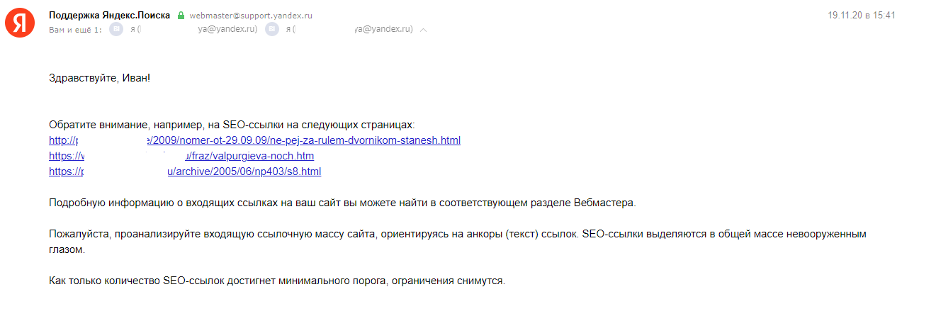 Я
Поддержка Яндекс.Поиска webmaster@support.yandex.ru 19.11.20 в 15:41
Вам и ещё 1: я ( ya@yandex.ru) я ( ya@yandex.ru)
Здравствуйте, Иван!
Обратите внимание, например, на SEO-ссылки на следующих страницах:
http:// e/2009/nomer-ot-29.09.09/ne-pej-za-rulem-dvornikom-stanesh.html
https:// u/fraz/valpurgieva-noch.htm
https:// u/archive/2005/06/np403/s8.html
Подробную информацию о входящих ссылках на ваш сайт вы можете найти в соответствующем разделе Вебмастера.
Пожалуйста, проанализируйте входящую ссылочную массу сайта, ориентируясь на анкоры (текст) ссылок. SEO-ссылки выделяются в общей массе невооруженным
глазом.
Как только количество SEO-ссылок достигнет минимального порога, ограничения снимутся.